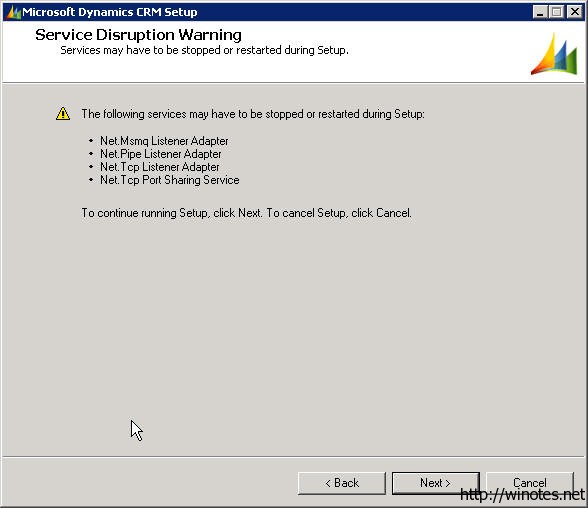 Microsoft Dynamics CRM Setup
Service Disruption Warning
Services may have to be stopped or restarted during Setup.
The following services may have to be stopped or restarted during Setup:
• Net.Msmq Listener Adapter
• Net.Pipe Listener Adapter
• Net.Tcp Listener Adapter
• Net.Tcp Port Sharing Service
To continue running Setup, click Next. To cancel Setup, click Cancel.
< Back Next > Cancel
http://winotes.net